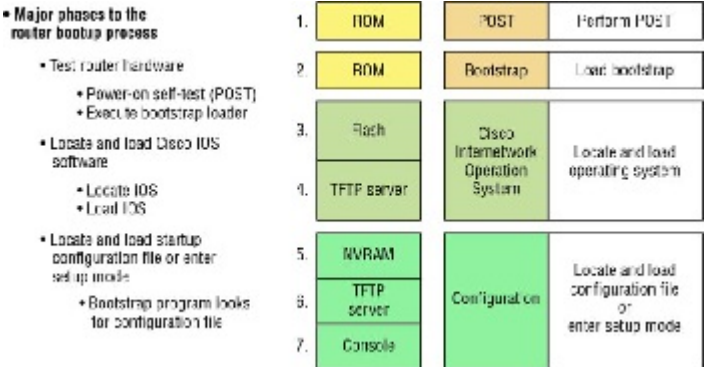 • Major phases to the
router bootup process
• Test router hardware
• Power-on self-test (POST)
• Execute bootstrap loader
• Locate and load Cisco IOS
software
• Locate IOS
• Load IOS
• Locate and load startup
configuration file or enter
setup mode
• Bootstrap program looks
for configuration file
1. ROM POST Perform POST
2. ROM Bootstrap Load bootstrap
3. Flash
4. TFTP server
Cisco
Internetwork
Operation
System
Locate and load
operating system
5. NVRAM
6. TFTP
server
7. Console
Configuration
Locate and load
configuration file
or
enter setup mode